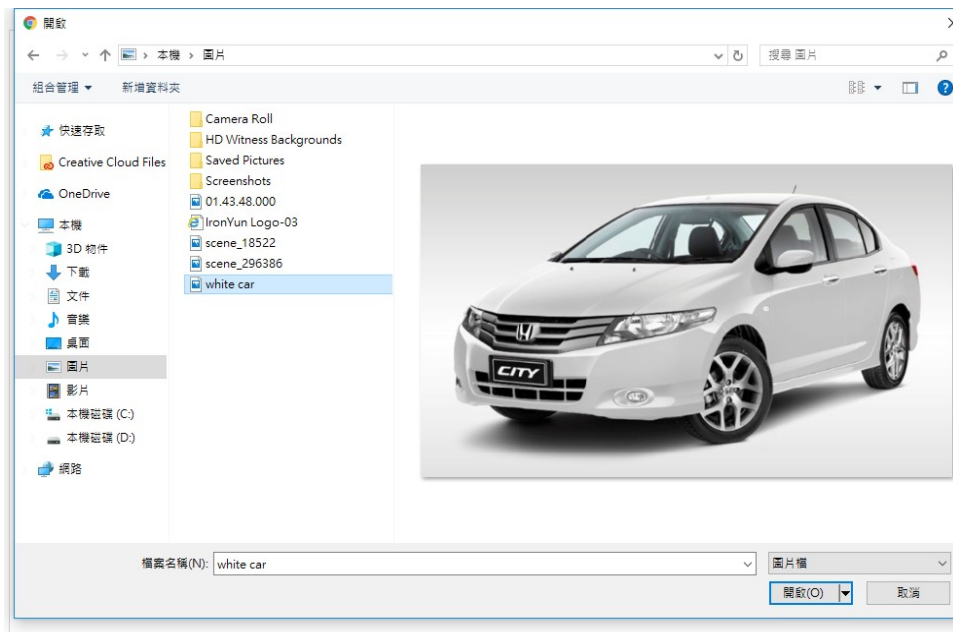 開啟
本機 › 圖片
搜尋 圖片
組合管理
新增資料夾
快速存取
Creative Cloud Files
OneDrive
本機
3D 物件
下載
文件
音樂
桌面
圖片
影片
本機磁碟 (C:)
本機磁碟 (D:)
網路
Camera Roll
HD Witness Backgrounds
Saved Pictures
Screenshots
01.43.48.000
IronYun Logo-03
scene_18522
scene_296386
white car
CITY
檔案名稱(N): white car
圖片檔
開啟(O)
取消